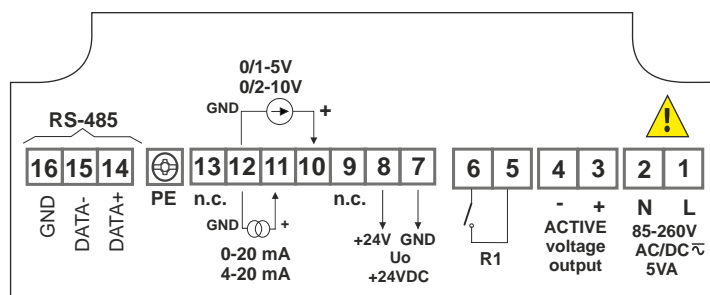 0/1-5V
0/2-10V
GND +
RS-485
16 15 14 13 12 11 10 9 8 7 6 5 4 3 2 1
PE n.c. n.c.
GND DATA- DATA+
GND +
0-20 mA
4-20 mA
+24V GND
Uo
+24VDC
R1
- +
ACTIVE
voltage
output
N L
85-260V
AC/DC
5VA